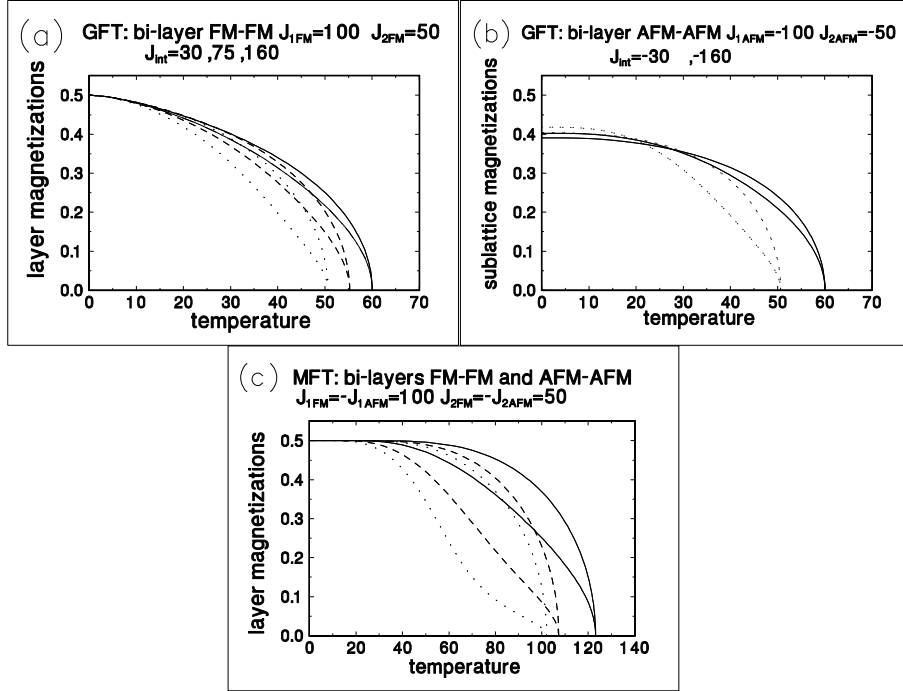 (a) GFT: bi-layer FM-FM J1FM=100 J2FM=50
Jint=30 ,75 ,160
layer magnetizations
0.5
0.4
0.3
0.2
0.1
0.0
0 10 20 30 40 50 60 70
temperature
(b) GFT: bi-layer AFM-AFM J1AFM=-100 J2AFM=-50
Jint=-30 ,-160
sublattice magnetizations
0.5
0.4
0.3
0.2
0.1
0.0
0 10 20 30 40 50 60 70
temperature
(c) MFT: bi-layers FM-FM and AFM-AFM
J1FM=-J1AFM=100 J2FM=-J2AFM=50
layer magnetizations
0.5
0.4
0.3
0.2
0.1
0.0
0 20 40 60 80 100 120 140
temperature